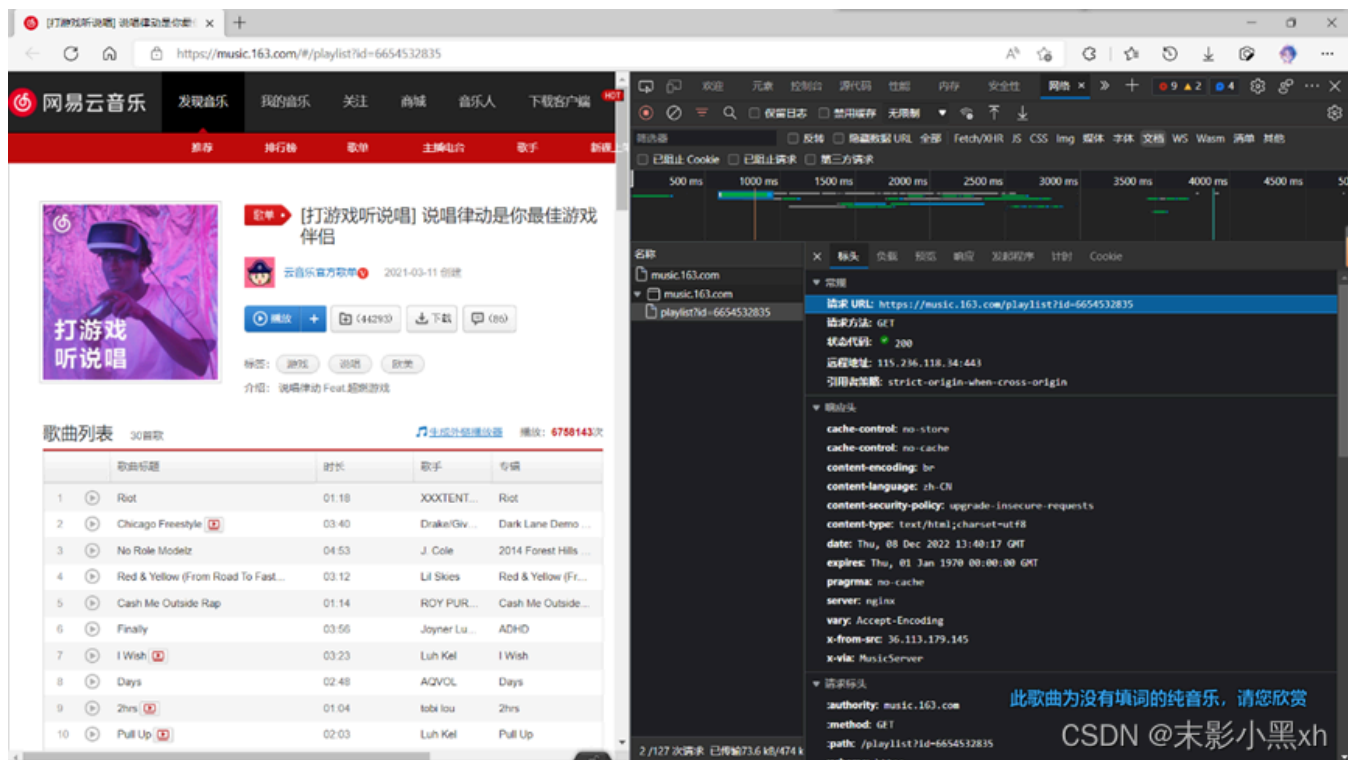 [打游戏听说唱] 说唱律动是你最佳
https://music.163.com/#/playlist?id=6654532835
网易云音乐
发现音乐 我的音乐 关注 商城 音乐人 下载客户端 HOT
推荐 排行榜 歌单 主播电台 歌手
打游戏
听说唱
歌单
[打游戏听说唱] 说唱律动是你最佳游戏
伴侣
云音乐官方歌单 2021-03-11 创建
播放 + (44293) 下载 (86)
标签: 游戏 说唱 欧美
介绍: 说唱律动 Feat.超燃游戏
歌曲列表 30首歌 生成外链播放器 播放: 6758143次
歌曲标题 时长 歌手 专辑
1 Riot 01:18 XXXTENT... Riot
2 Chicago Freestyle 03:40 Drake/Giv... Dark Lane Demo ...
3 No Role Modelz 04:53 J. Cole 2014 Forest Hills ...
4 Red & Yellow (From Road To Fast... 03:12 Lil Skies Red & Yellow (Fr...
5 Cash Me Outside Rap 01:14 ROY PUR... Cash Me Outside...
6 Finally 03:56 Joyner Lu... ADHD
7 I Wish 03:23 Luh Kel I Wish
8 Days 02:48 AQVOL Days
9 2hrs 01:04 tobi lou 2hrs
10 Pull Up 02:03 Luh Kel Pull Up
欢迎 元素 控制台 源代码 性能 内存 安全性 网络 9 2 4
保留日志 禁用缓存 无限制
筛选器 反转 隐藏数据 URL 全部 Fetch/XHR JS CSS Img 媒体 字体 文档 WS Wasm 清单 其他
已阻止 Cookie 已阻止请求 第三方请求
500 ms 1000 ms 1500 ms 2000 ms 2500 ms 3000 ms 3500 ms 4000 ms 4500 ms 50
名称
music.163.com
music.163.com
playlist?id=6654532835
2 /127 次请求 已传输73.6 kB/474 k
标头 负载 预览 响应 发起程序 计时 Cookie
常规
请求 URL: https://music.163.com/playlist?id=6654532835
请求方法: GET
状态代码: 200
远程地址: 115.236.118.34:443
引用者策略: strict-origin-when-cross-origin
响应头
cache-control: no-store
cache-control: no-cache
content-encoding: br
content-language: zh-CN
content-security-policy: upgrade-insecure-requests
content-type: text/html;charset=utf8
date: Thu, 08 Dec 2022 13:40:17 GMT
expires: Thu, 01 Jan 1970 00:00:00 GMT
pragrma: no-cache
server: nginx
vary: Accept-Encoding
x-from-src: 36.113.179.145
x-via: MusicServer
请求标头
:authority: music.163.com
:method: GET
:path: /playlist?id=6654532835
此歌曲为没有填词的纯音乐，请您欣赏
CSDN @末影小黑xh